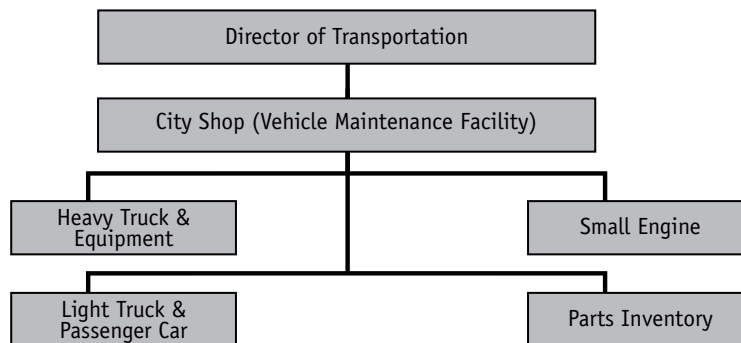 Director of Transportation
City Shop (Vehicle Maintenance Facility)
Heavy Truck &
Equipment
Small Engine
Light Truck &
Passenger Car
Parts Inventory